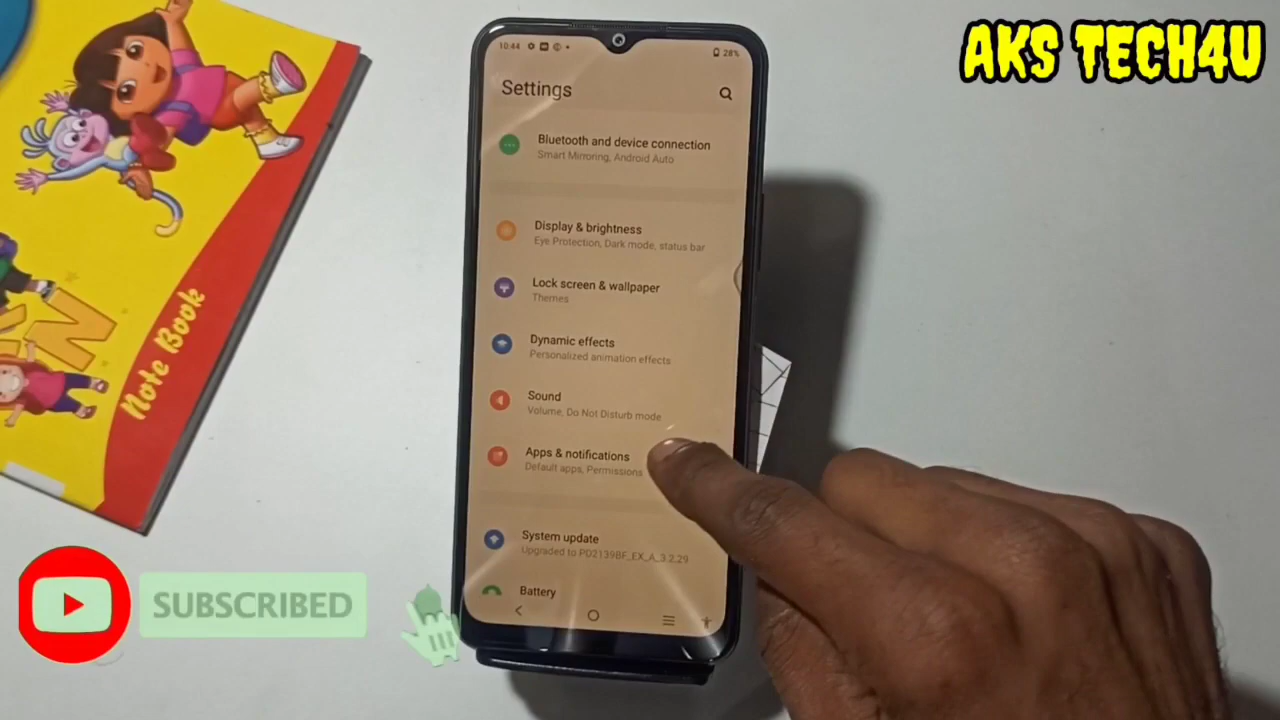 AKS TECH4U
10:44
28%
Settings
Bluetooth and device connection
Smart Mirroring, Android Auto
Display & brightness
Eye Protection, Dark mode, status bar
Lock screen & wallpaper
Themes
Dynamic effects
Personalized animation effects
Sound
Volume, Do Not Disturb mode
Apps & notifications
Default apps, Permissions
System update
Upgraded to PD2139BF_EX_A_3.2.29
Battery
Note Book
SUBSCRIBED